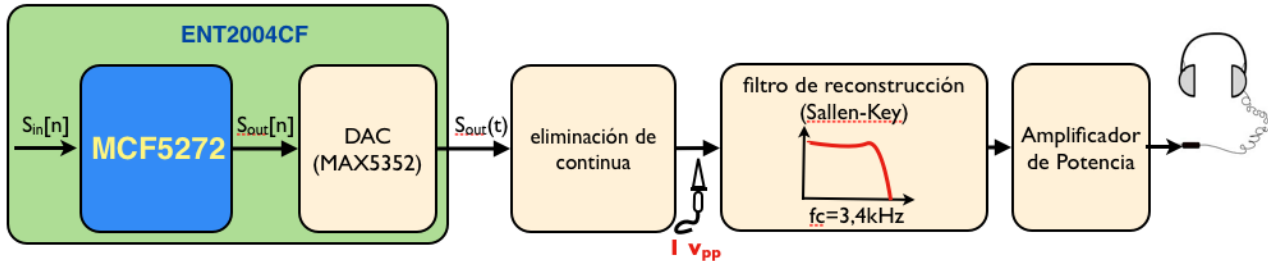 ENT2004CF
Sin[n]
MCF5272
Sout[n]
DAC
(MAX5352)
Sout(t)
eliminación de
continua
1 vpp
filtro de reconstrucción
(Sallen-Key)
fc=3,4kHz
Amplificador
de Potencia